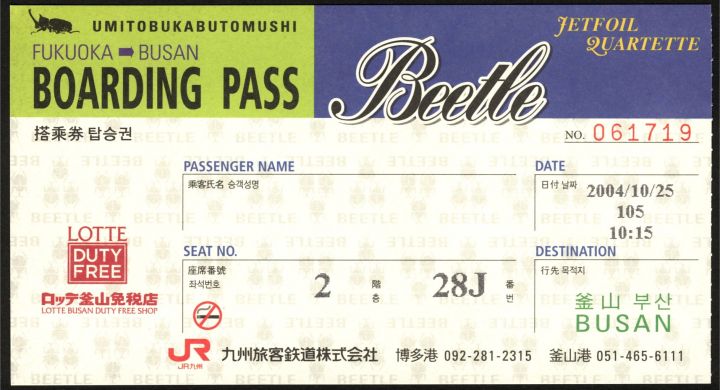 UMITOBUKABUTOMUSHI
FUKUOKA ➡ BUSAN
BOARDING PASS
Beetle
JETFOIL
QUARTETTE
搭乗券 탑승권
NO. 061719
PASSENGER NAME
乗客氏名 승객성명
DATE
日付 날짜
2004/10/25
105
10:15
LOTTE
DUTY
FREE
ロッテ釜山免税店
LOTTE BUSAN DUTY FREE SHOP
SEAT NO.
座席番號
좌석번호
2 階 층
28J 番 번
DESTINATION
行先 목적지
釜山 부산
BUSAN
JR
JR九州
九州旅客鉄道株式会社 博多港 092-281-2315 釜山港 051-465-6111